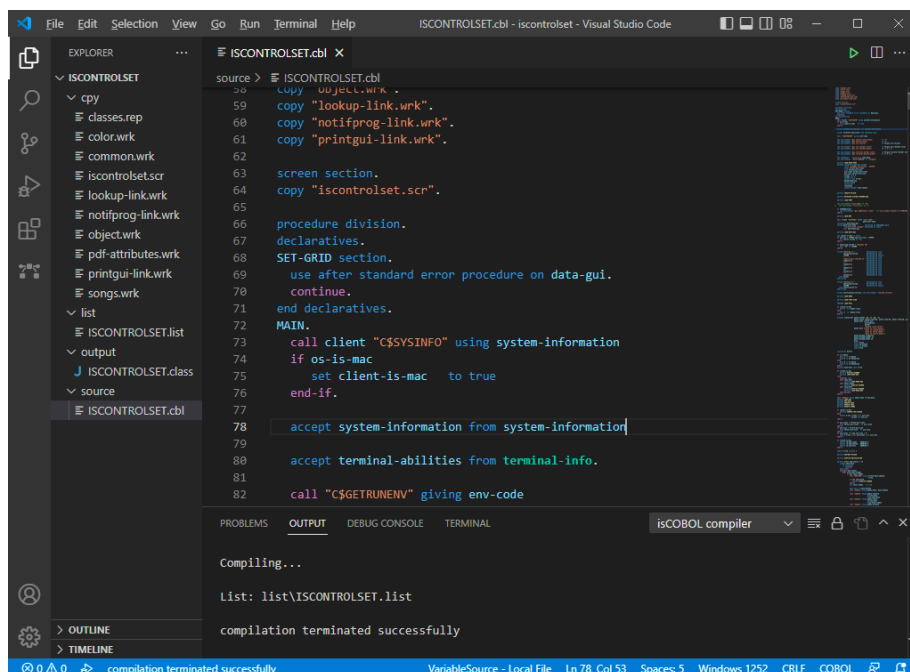 File Edit Selection View Go Run Terminal Help
ISCONTROLSET.cbl - iscontrolset - Visual Studio Code
EXPLORER
ISCONTROLSET
cpy
classes.rep
color.wrk
common.wrk
iscontrolset.scr
lookup-link.wrk
notifprog-link.wrk
object.wrk
pdf-attributes.wrk
printgui-link.wrk
songs.wrk
list
ISCONTROLSET.list
output
J ISCONTROLSET.class
source
ISCONTROLSET.cbl
OUTLINE
TIMELINE
ISCONTROLSET.cbl
source > ISCONTROLSET.cbl
58 copy "object.wrk".
59 copy "lookup-link.wrk".
60 copy "notifprog-link.wrk".
61 copy "printgui-link.wrk".
62
63 screen section.
64 copy "iscontrolset.scr".
65
66 procedure division.
67 declaratives.
68 SET-GRID section.
69 use after standard error procedure on data-gui.
70 continue.
71 end declaratives.
72 MAIN.
73 call client "C$SYSINFO" using system-information
74 if os-is-mac
75 set client-is-mac to true
76 end-if.
77
78 accept system-information from system-information
79
80 accept terminal-abilities from terminal-info.
81
82 call "C$GETRUNENV" giving env-code
PROBLEMS OUTPUT DEBUG CONSOLE TERMINAL
isCOBOL compiler
Compiling...
List: list\ISCONTROLSET.list
compilation terminated successfully
0 0 compilation terminated successfully
VariableSource - Local File Ln 78, Col 53 Spaces: 5 Windows 1252 CRLF COBOL